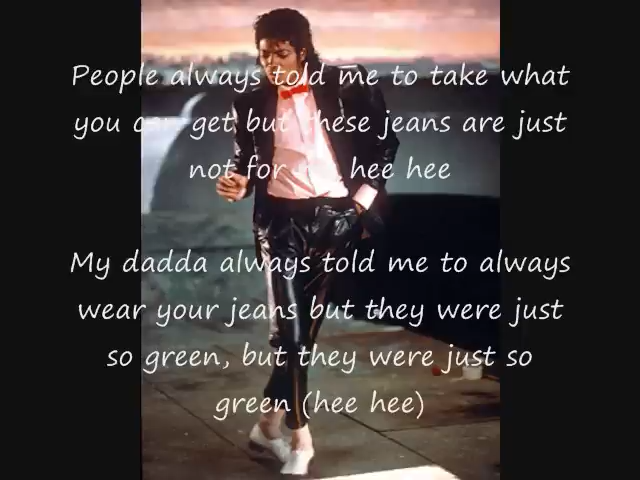 People always told me to take what
you can get but these jeans are just
not for me hee hee
My dadda always told me to always
wear your jeans but they were just
so green, but they were just so
green (hee hee)